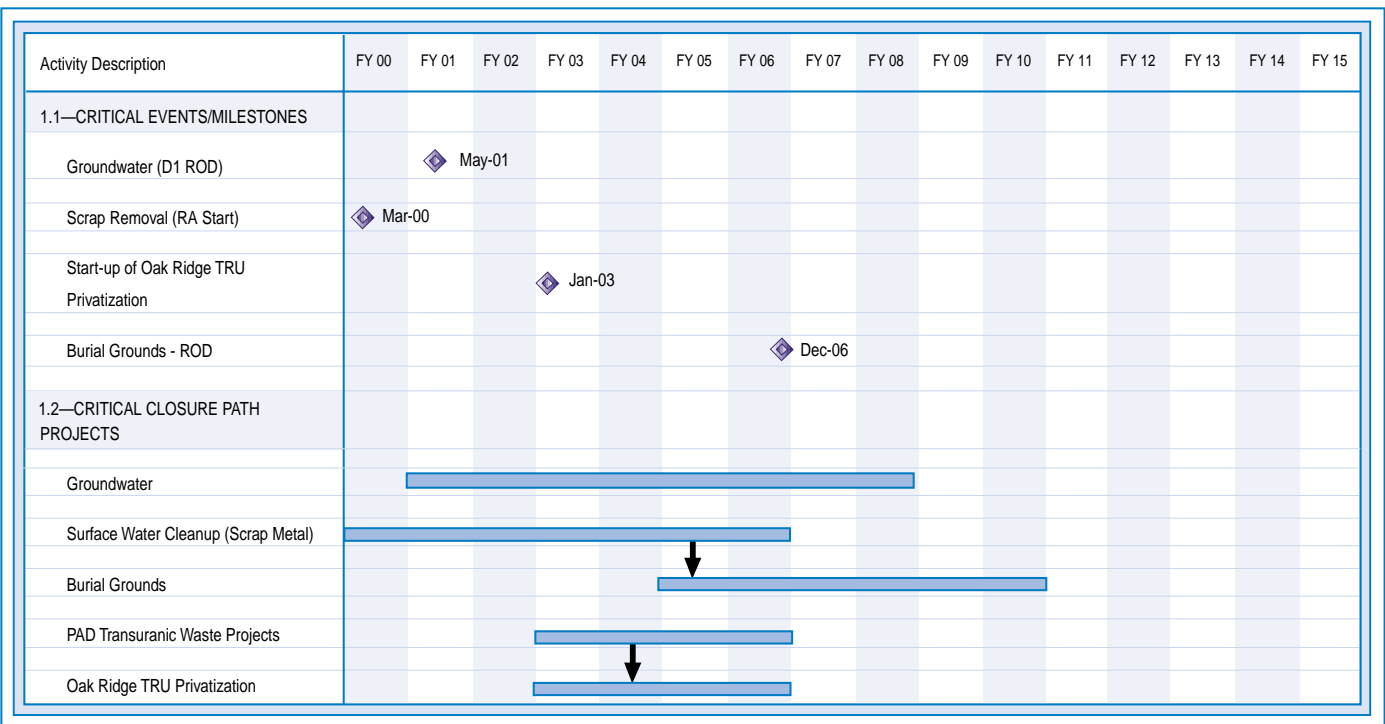 Activity Description FY 00 FY 01 FY 02 FY 03 FY 04 FY 05 FY 06 FY 07 FY 08 FY 09 FY 10 FY 11 FY 12 FY 13 FY 14 FY 15
1.1—CRITICAL EVENTS/MILESTONES
Groundwater (D1 ROD) May-01
Scrap Removal (RA Start) Mar-00
Start-up of Oak Ridge TRU
Privatization Jan-03
Burial Grounds - ROD Dec-06
1.2—CRITICAL CLOSURE PATH
PROJECTS
Groundwater
Surface Water Cleanup (Scrap Metal)
Burial Grounds
PAD Transuranic Waste Projects
Oak Ridge TRU Privatization